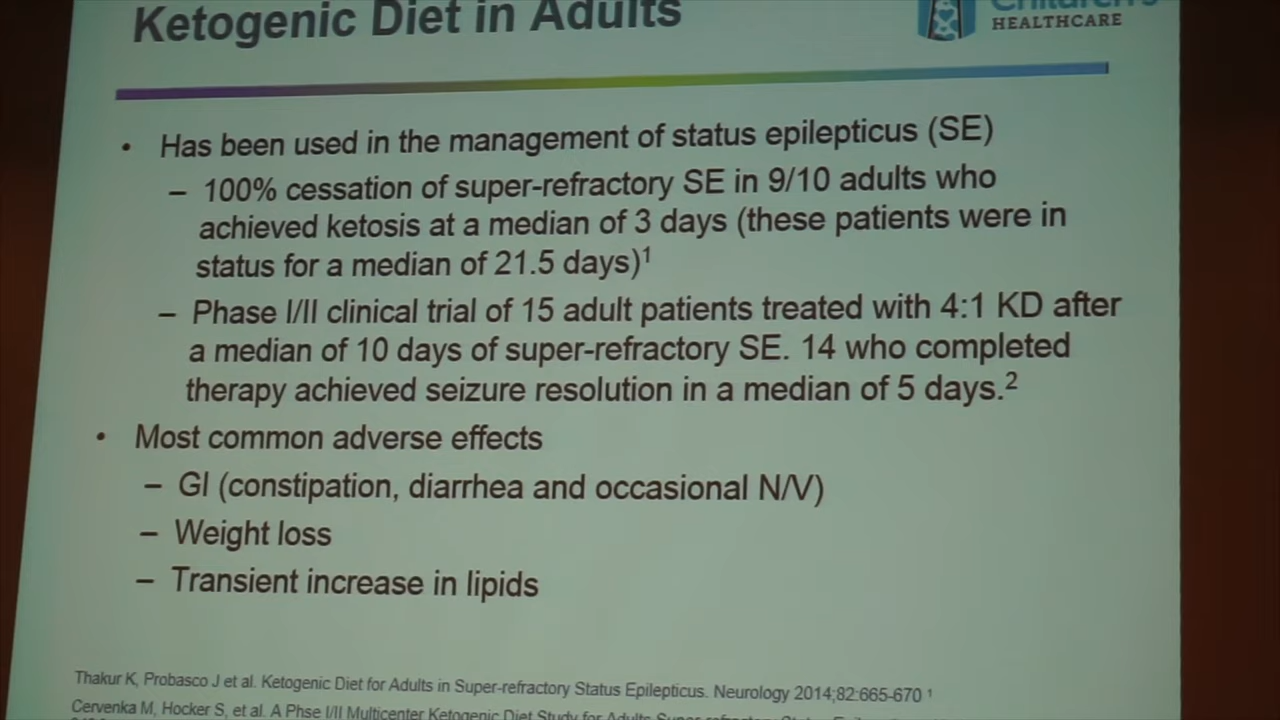 Ketogenic Diet in Adults
Children's
HEALTHCARE
• Has been used in the management of status epilepticus (SE)
– 100% cessation of super-refractory SE in 9/10 adults who
achieved ketosis at a median of 3 days (these patients were in
status for a median of 21.5 days)1
– Phase I/II clinical trial of 15 adult patients treated with 4:1 KD after
a median of 10 days of super-refractory SE. 14 who completed
therapy achieved seizure resolution in a median of 5 days.2
• Most common adverse effects
– GI (constipation, diarrhea and occasional N/V)
– Weight loss
– Transient increase in lipids
Thakur K, Probasco J et al. Ketogenic Diet for Adults in Super-refractory Status Epilepticus. Neurology 2014;82:665-670 1
Cervenka M, Hocker S, et al. A Phse I/II Multicenter Ketogenic Diet Study for Adults Super-refractory Status